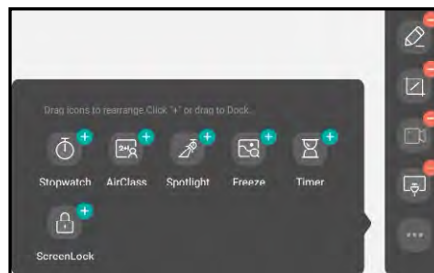 Drag icons to rearrange.Click "+" or drag to Dock.
Stopwatch AirClass Spotlight Freeze Timer
ScreenLock